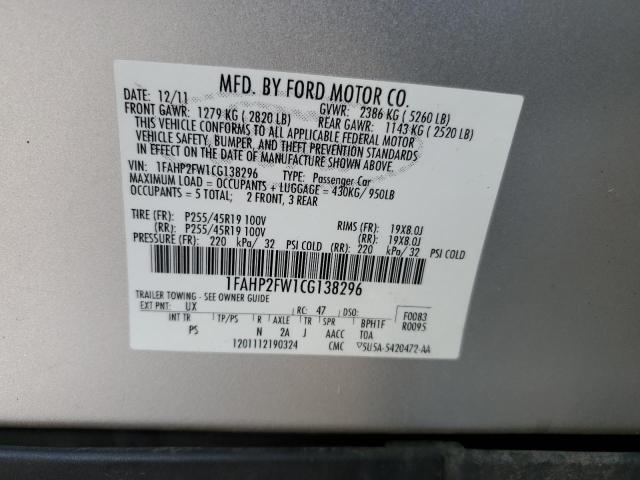 MFD. BY FORD MOTOR CO.
DATE: 12/11 GVWR: 2386 KG ( 5260 LB)
FRONT GAWR: 1279 KG ( 2820 LB) REAR GAWR: 1143 KG ( 2520 LB)
THIS VEHICLE CONFORMS TO ALL APPLICABLE FEDERAL MOTOR
VEHICLE SAFETY, BUMPER, AND THEFT PREVENTION STANDARDS
IN EFFECT ON THE DATE OF MANUFACTURE SHOWN ABOVE.
VIN: 1FAHP2FW1CG138296 TYPE: Passenger Car
MAXIMUM LOAD = OCCUPANTS + LUGGAGE = 430KG/ 950LB
OCCUPANTS = 5 TOTAL; 2 FRONT, 3 REAR
TIRE (FR): P255/45R19 100V RIMS (FR): 19X8.0J
(RR): P255/45R19 100V (RR): 19X8.0J
PRESSURE (FR): 220 kPa/ 32 PSI COLD (RR): 220 kPa/ 32 PSI COLD
1FAHP2FW1CG138296
TRAILER TOWING - SEE OWNER GUIDE
EXT PNT: UX RC: 47 DSO: F0083
R0095
INT TR TP/PS R AXLE TR SPR BPH1F
PS N 2A J AACC TOA
1201112190324 CMC 5U5A-5420472-AA